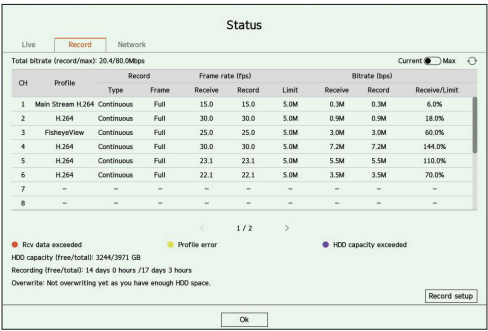 Status
Live Record Network
Total bitrate (record/max): 20.4/80.0Mbps Current Max
CH Profile Record Frame rate (fps) Bitrate (bps)
Type Frame Receive Record Limit Receive Record Receive/Limit
1 Main Stream H.264 Continuous Full 15.0 15.0 5.0M 0.3M 0.3M 6.0%
2 H.264 Continuous Full 30.0 30.0 5.0M 0.9M 0.9M 18.0%
3 FisheyeView Continuous Full 25.0 25.0 5.0M 3.0M 3.0M 60.0%
4 H.264 Continuous Full 30.0 30.0 5.0M 7.2M 7.2M 144.0%
5 H.264 Continuous Full 23.1 23.1 5.0M 5.5M 5.5M 110.0%
6 H.264 Continuous Full 22.1 22.1 5.0M 3.5M 3.5M 70.0%
7 – – – – – – – – –
8 – – – – – – – – –
< 1 / 2 >
Rcv data exceeded Profile error HDD capacity exceeded
HDD capacity (free/total): 3244/3971 GB
Recording (free/total): 14 days 0 hours /17 days 3 hours
Overwrite: Not overwriting yet as you have enough HDD space.
Record setup
Ok